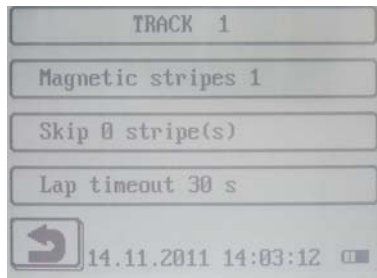 TRACK 1
Magnetic stripes 1
Skip 0 stripe(s)
Lap timeout 30 s
14.11.2011 14:03:12